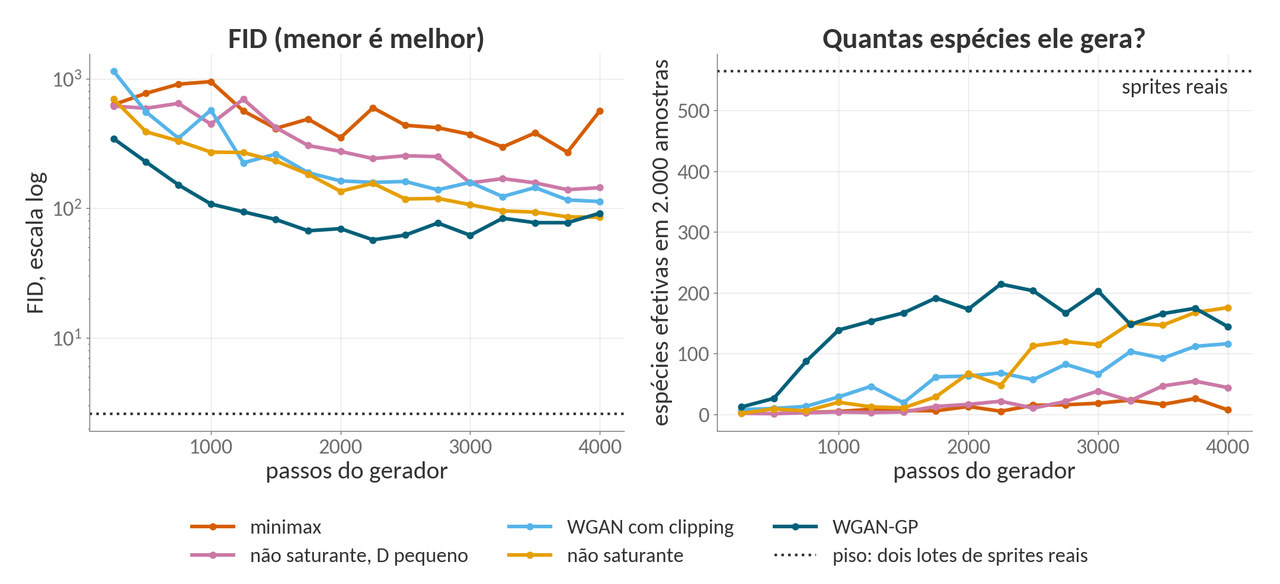 FID (menor é melhor)
FID, escala log
10³
10²
10¹
1000 2000 3000 4000
passos do gerador
Quantas espécies ele gera?
espécies efetivas em 2.000 amostras
sprites reais
500
400
300
200
100
0
1000 2000 3000 4000
passos do gerador
minimax
não saturante, D pequeno
WGAN com clipping
não saturante
WGAN-GP
piso: dois lotes de sprites reais